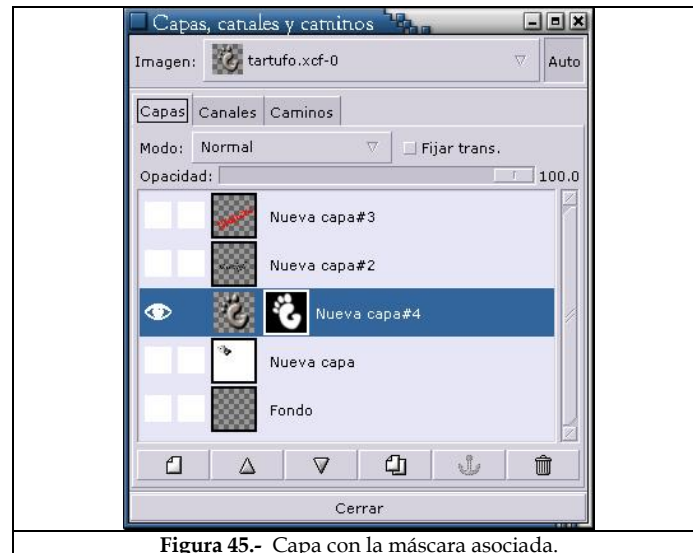 Capas, canales y caminos
Imagen: tartufo.xcf-0 Auto
Capas Canales Caminos
Modo: Normal Fijar trans.
Opacidad: 100.0
Nueva capa#3
Nueva capa#2
Nueva capa#4
Nueva capa
Fondo
Cerrar
Figura 45.- Capa con la máscara asociada.